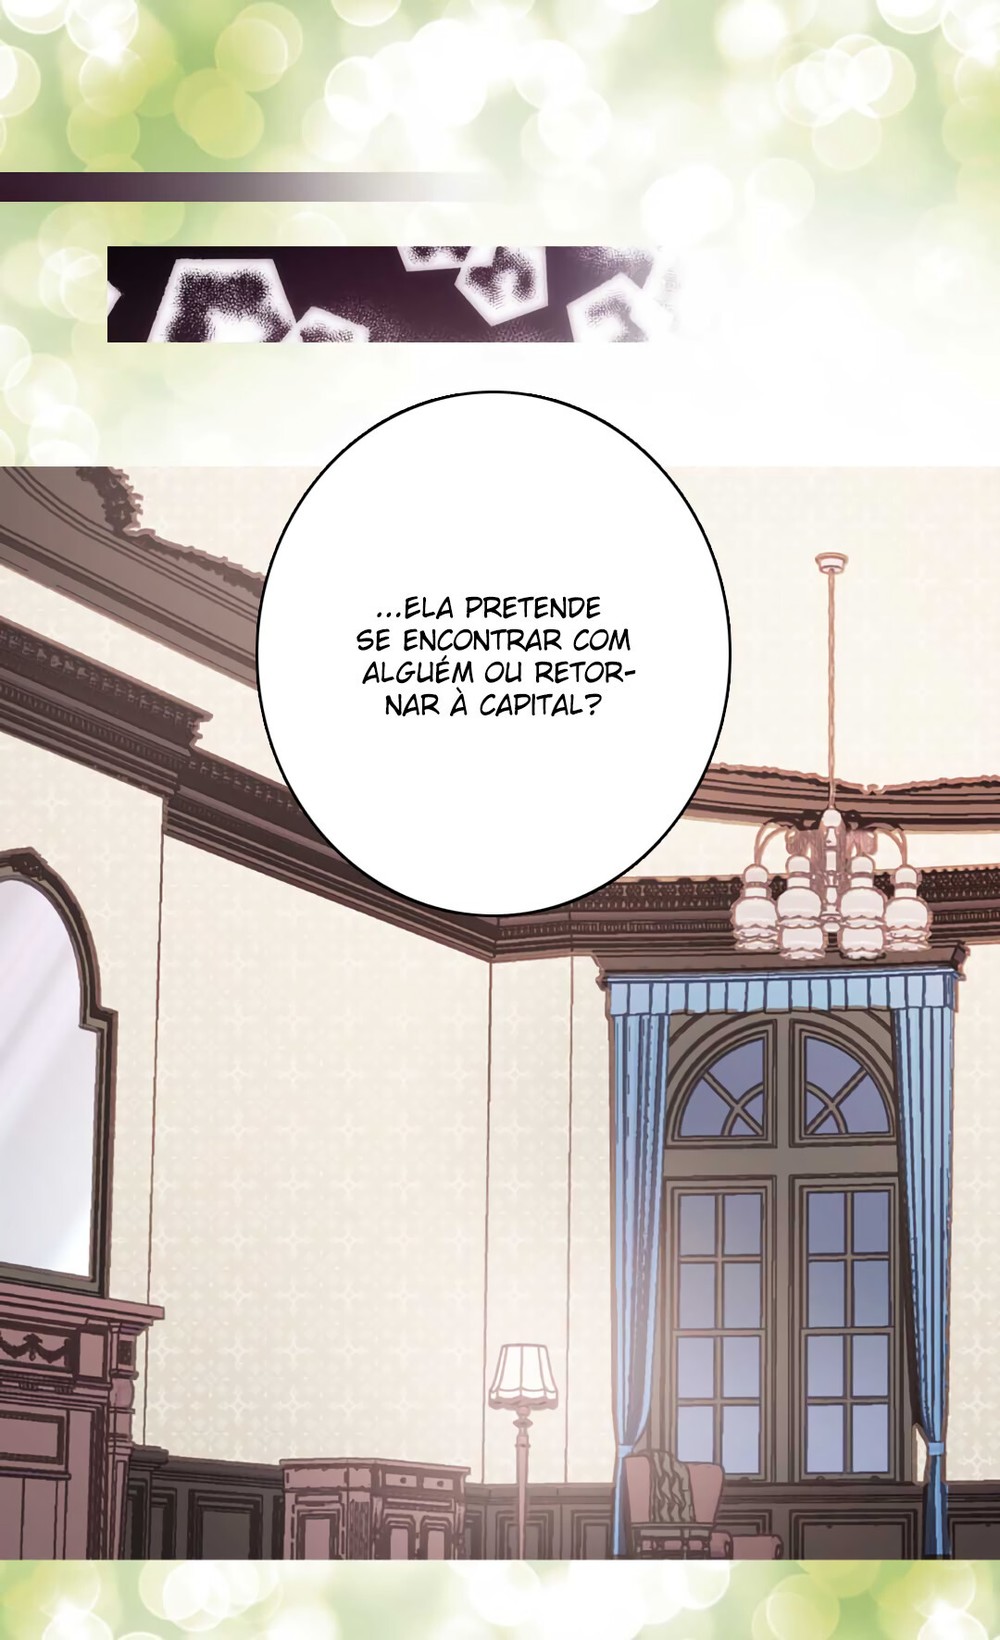 ...ELA PRETENDE
SE ENCONTRAR COM
ALGUÉM OU RETOR-
NAR À CAPITAL?